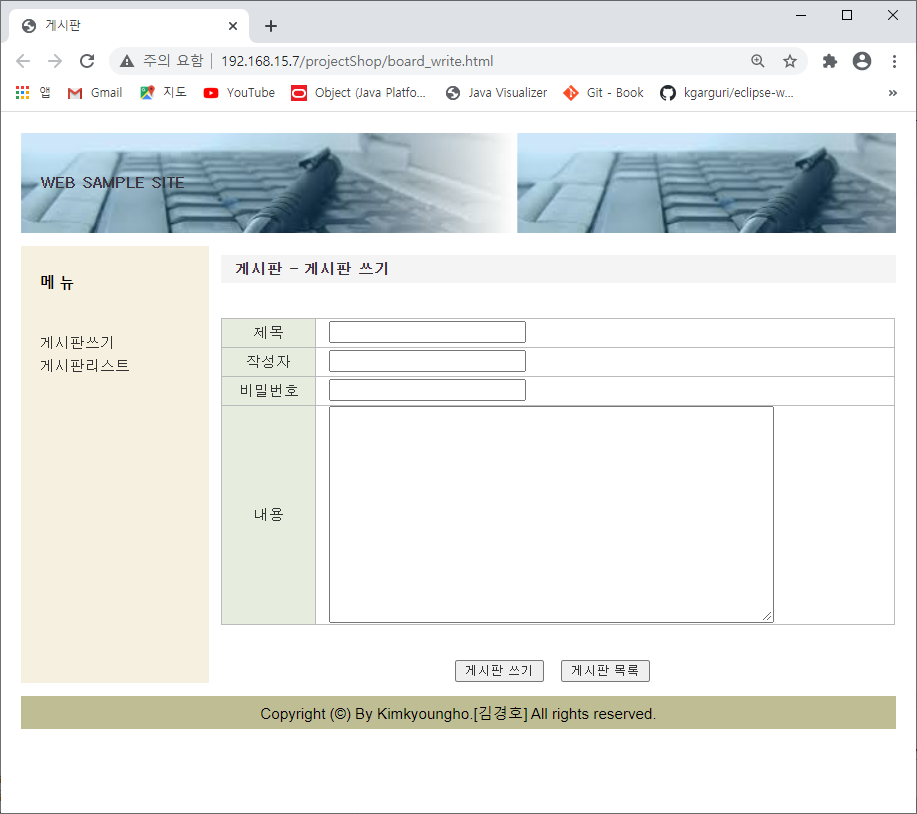 게시판
주의 요함 192.168.15.7/projectShop/board_write.html
앱 Gmail 지도 YouTube Object (Java Platfo... Java Visualizer Git - Book kgarguri/eclipse-w... »
WEB SAMPLE SITE
메 뉴
게시판쓰기
게시판리스트
게시판 - 게시판 쓰기
제목
작성자
비밀번호
내용
게시판 쓰기 게시판 목록
Copyright (©) By Kimkyoungho.[김경호] All rights reserved.